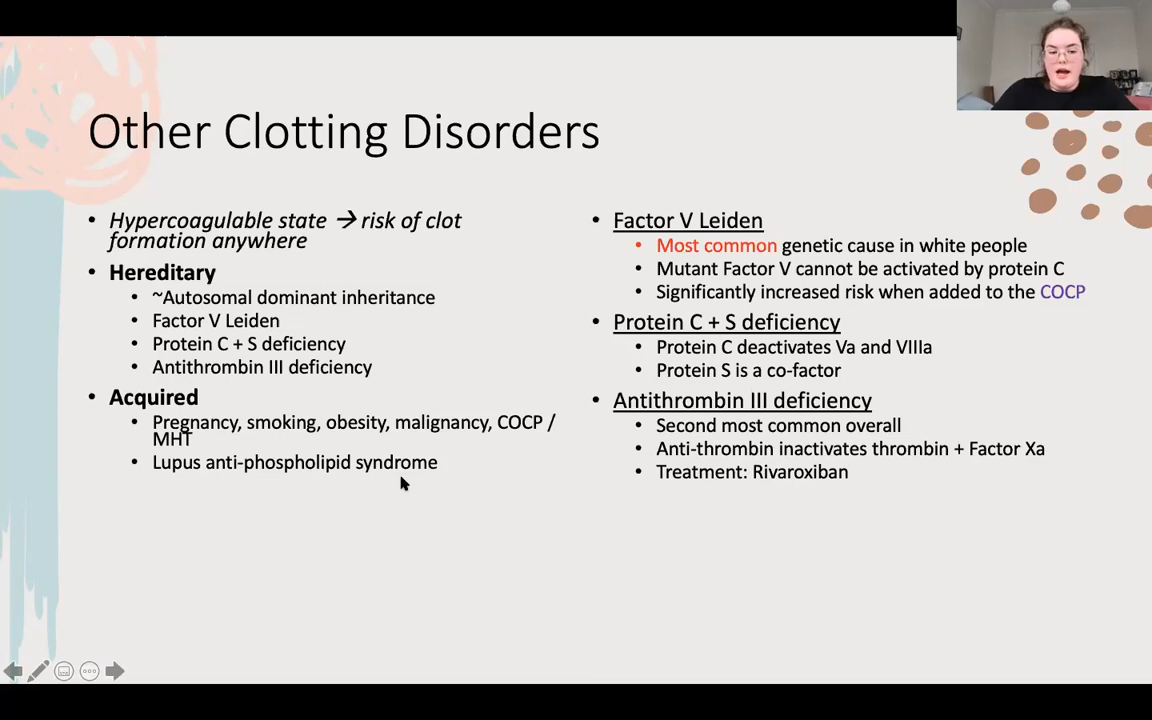 Other Clotting Disorders
• Hypercoagulable state → risk of clot
formation anywhere
• Hereditary
• ~Autosomal dominant inheritance
• Factor V Leiden
• Protein C + S deficiency
• Antithrombin III deficiency
• Acquired
• Pregnancy, smoking, obesity, malignancy, COCP /
MHT
• Lupus anti-phospholipid syndrome
• Factor V Leiden
• Most common genetic cause in white people
• Mutant Factor V cannot be activated by protein C
• Significantly increased risk when added to the COCP
• Protein C + S deficiency
• Protein C deactivates Va and VIIIa
• Protein S is a co-factor
• Antithrombin III deficiency
• Second most common overall
• Anti-thrombin inactivates thrombin + Factor Xa
• Treatment: Rivaroxiban